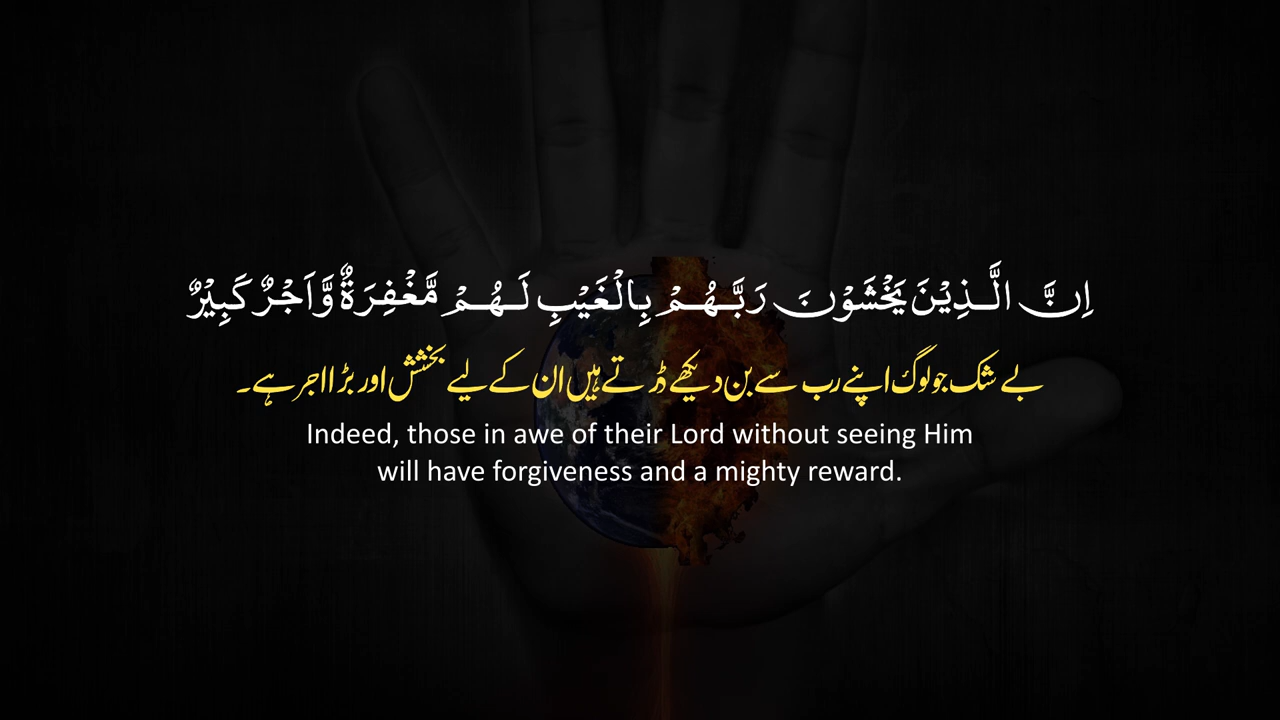 اِنَّ الَّذِيْنَ يَخْشَوْنَ رَبَّهُمْ بِالْغَيْبِ لَهُمْ مَّغْفِرَةٌ وَّاَجْرٌ كَبِيْرٌ
بے شک جو لوگ اپنے رب سے بن دیکھے ڈرتے ہیں ان کے لیے بخشش اور بڑا اجر ہے۔
Indeed, those in awe of their Lord without seeing Him
will have forgiveness and a mighty reward.